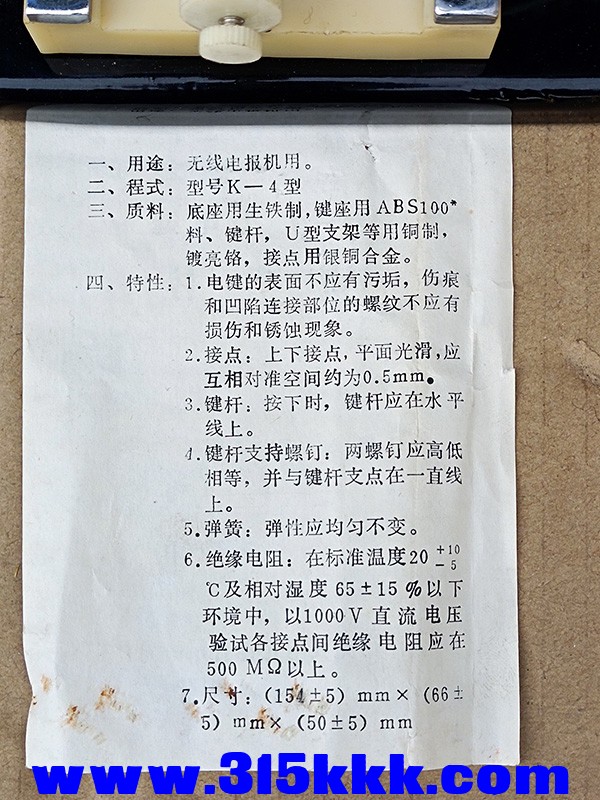 一、用途：无线电报机用。
二、程式：型号K—4型
三、质料：底座用生铁制，键座用ABS100*
料、键杆，U型支架等用铜制，
镀亮铬，接点用银铜合金。
四、特性：1.电键的表面不应有污垢，伤痕
和凹陷连接部位的螺纹不应有
损伤和锈蚀现象。
2.接点：上下接点，平面光滑，应
互相对准空间约为0.5mm。
3.键杆：按下时，键杆应在水平
线上。
4.键杆支持螺钉：两螺钉应高低
相等，并与键杆支点在一直线
上。
5.弹簧：弹性应均匀不变。
6.绝缘电阻：在标准温度20 +10 −5
℃及相对湿度65±15％以下
环境中，以1000V直流电压
验试各接点间绝缘电阻应在
500MΩ以上。
7.尺寸：(154±5) mm× (66±
5) mm× (50±5) mm
www.315kkk.com